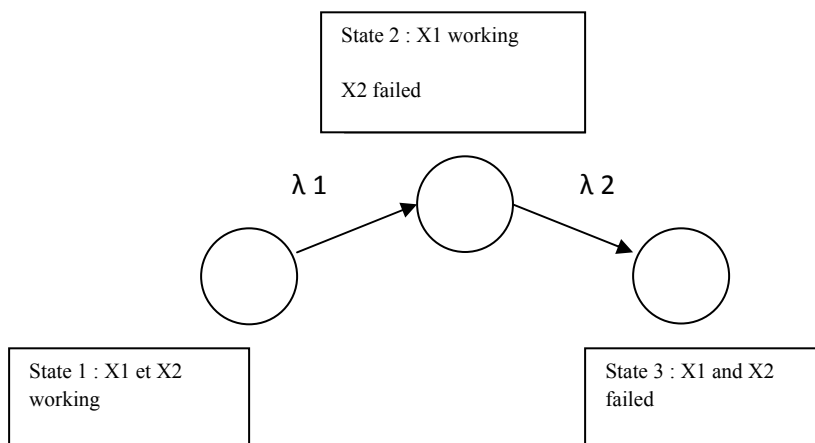 State 2 : X1 working
X2 failed
λ 1
λ 2
State 1 : X1 et X2
working
State 3 : X1 and X2
failed